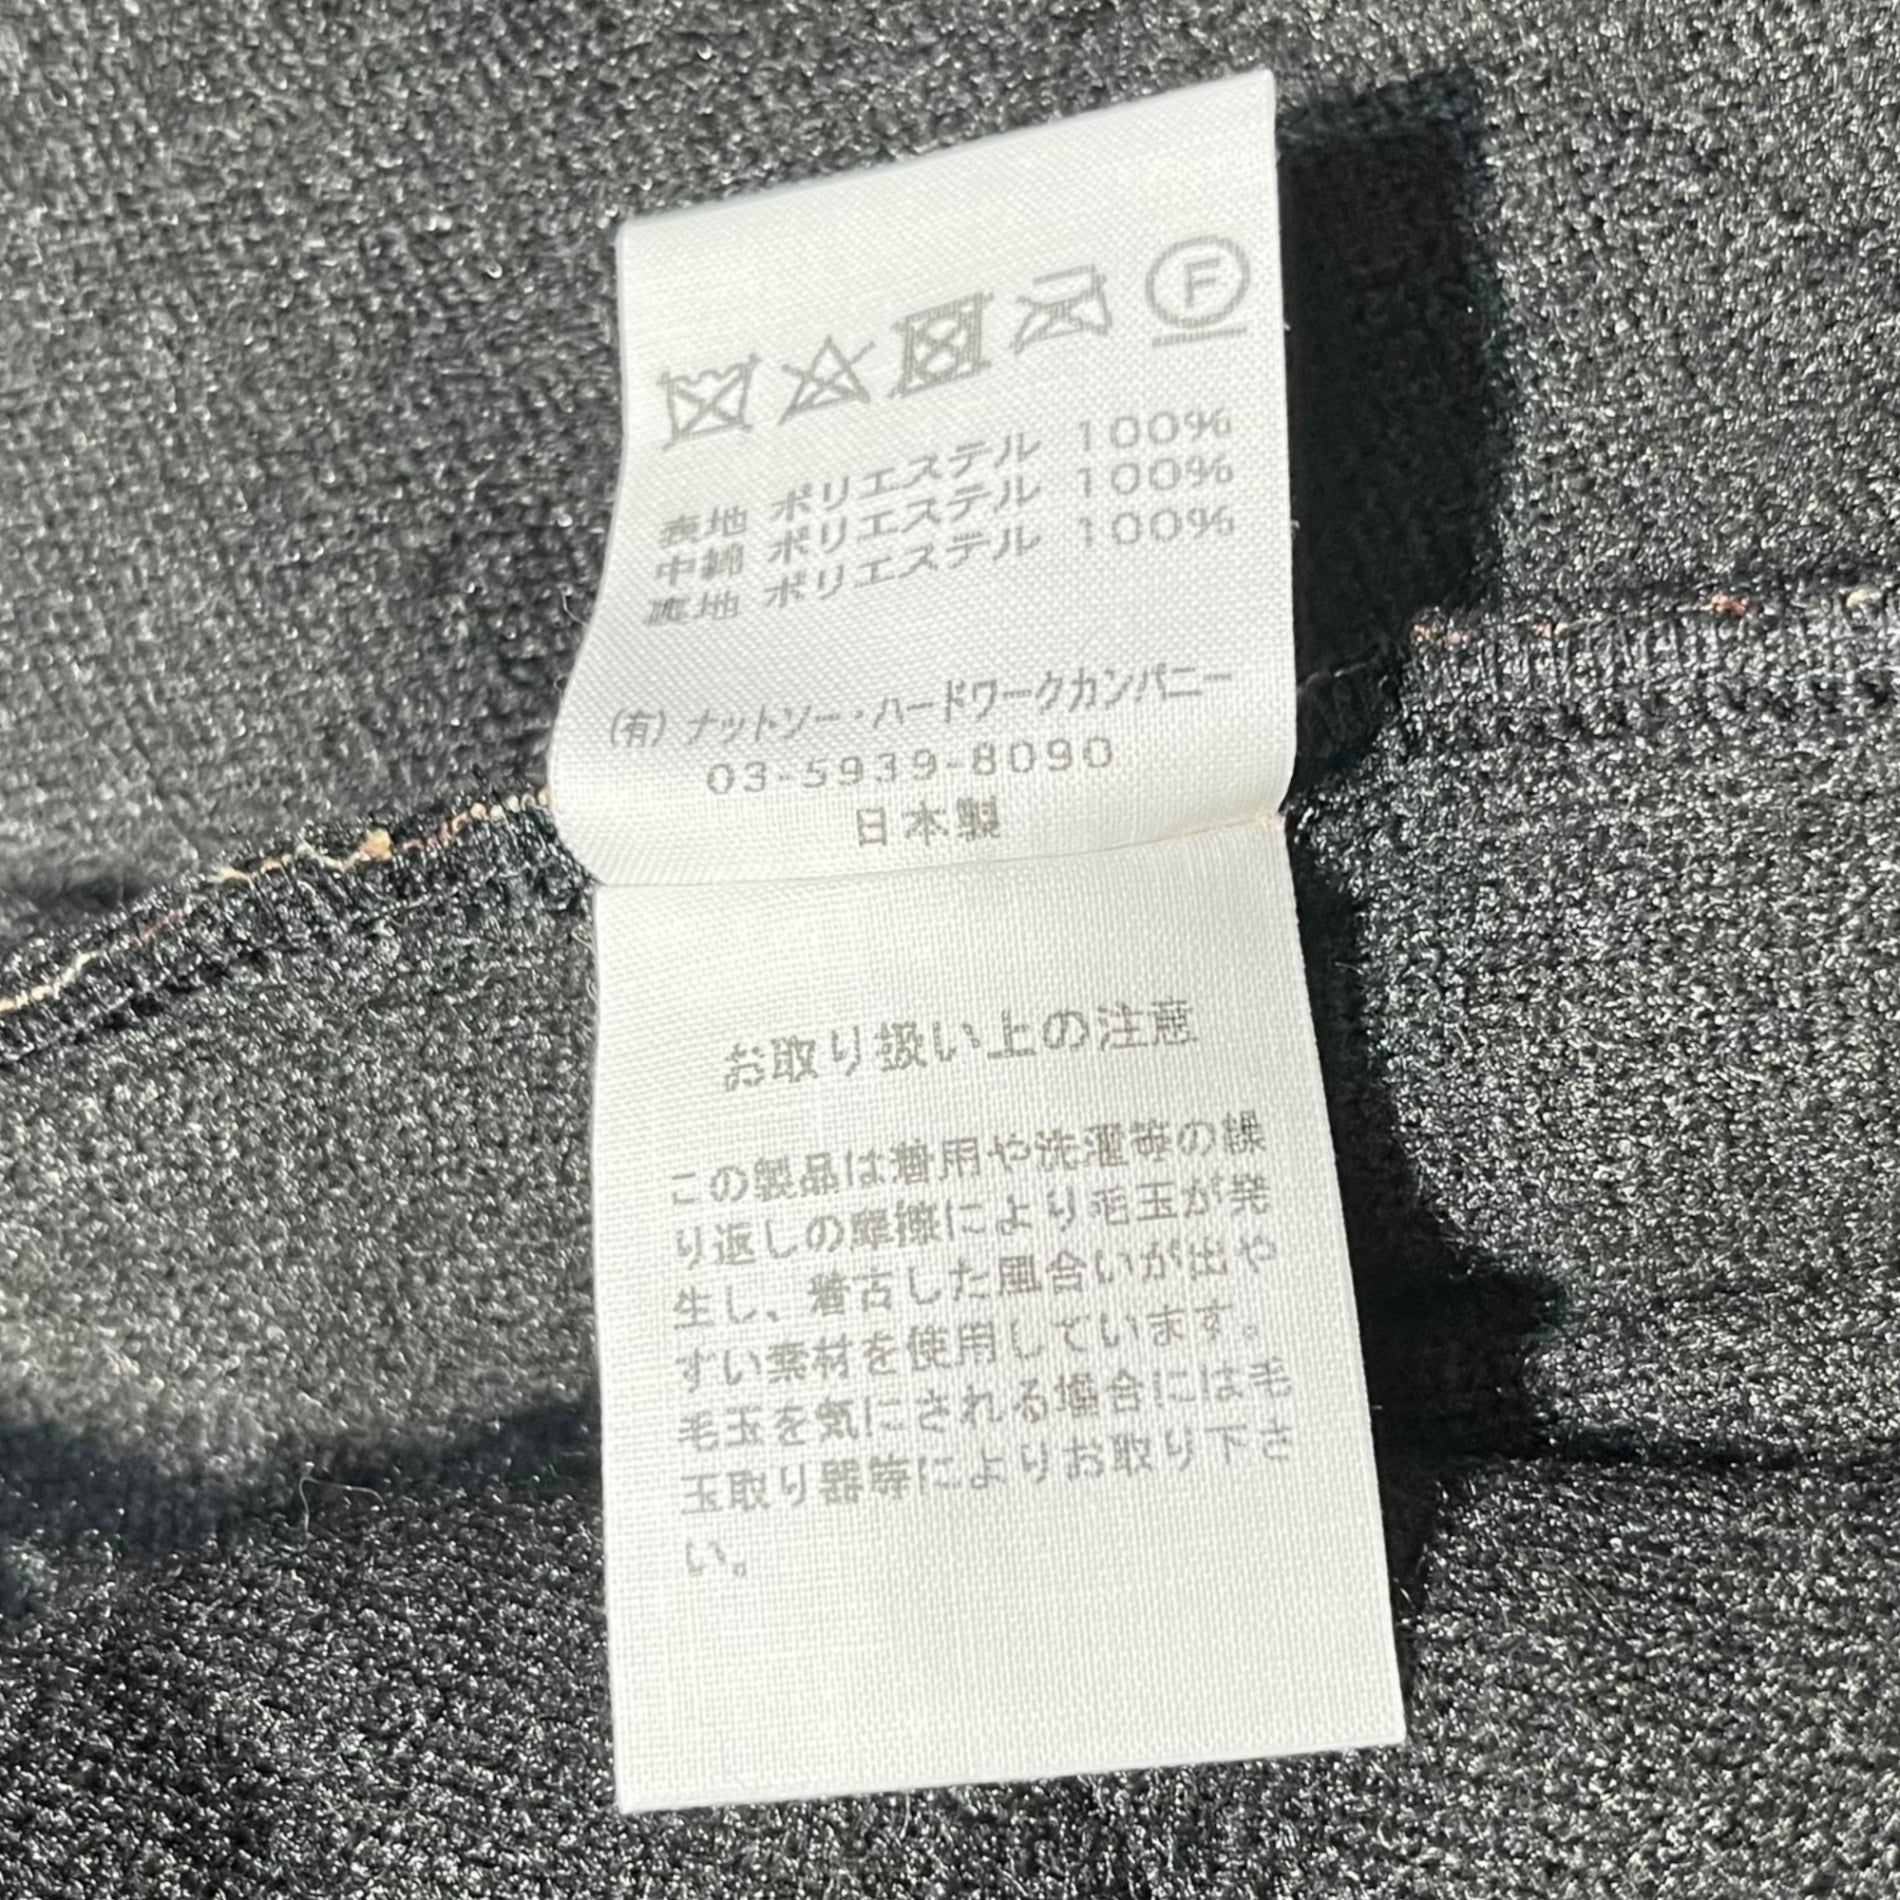 F
表地 ポリエステル 100%
中綿 ポリエステル 100%
裏地 ポリエステル 100%
(有)ナットソー・ハードワークカンパニー
03-5939-8090
日本製
お取り扱い上の注意
この製品は着用や洗濯等の繰
り返しの摩擦により毛玉が発
生し、着古した風合いが出や
すい素材を使用しています。
毛玉を気にされる場合には毛
玉取り器等によりお取り下さ
い。